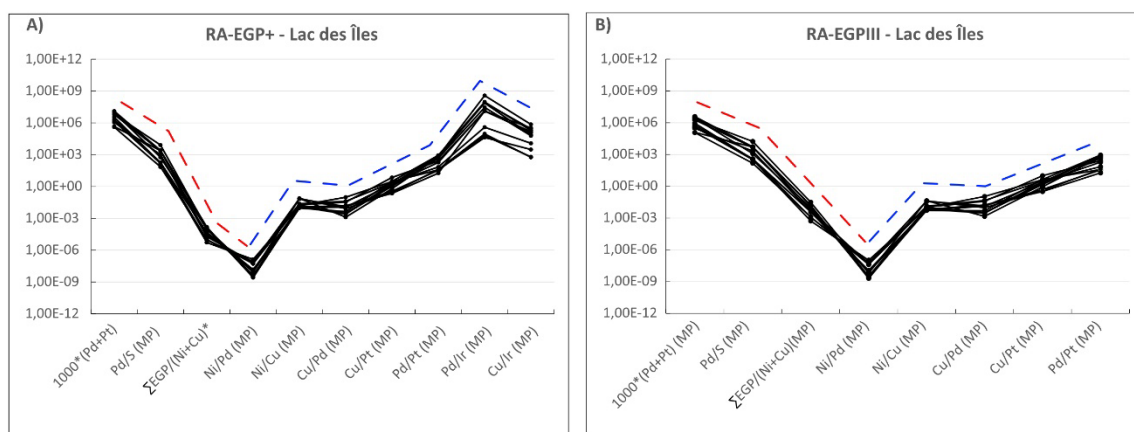 A)
RA-EGP+ - Lac des Îles
1,00E+12
1,00E+09
1,00E+06
1,00E+03
1,00E+00
1,00E-03
1,00E-06
1,00E-09
1,00E-12
1000*(Pd+Pt)
Pd/S (MP)
∑EGP/(Ni+Cu)*
Ni/Pd (MP)
Ni/Cu (MP)
Cu/Pd (MP)
Cu/Pt (MP)
Pd/Pt (MP)
Pd/Ir (MP)
Cu/Ir (MP)
B)
RA-EGPIII - Lac des Îles
1,00E+12
1,00E+09
1,00E+06
1,00E+03
1,00E+00
1,00E-03
1,00E-06
1,00E-09
1,00E-12
1000*(Pd+Pt) (MP)
Pd/S (MP)
∑EGP/(Ni+Cu)(MP)
Ni/Pd (MP)
Ni/Cu (MP)
Cu/Pd (MP)
Cu/Pt (MP)
Pd/Pt (MP)